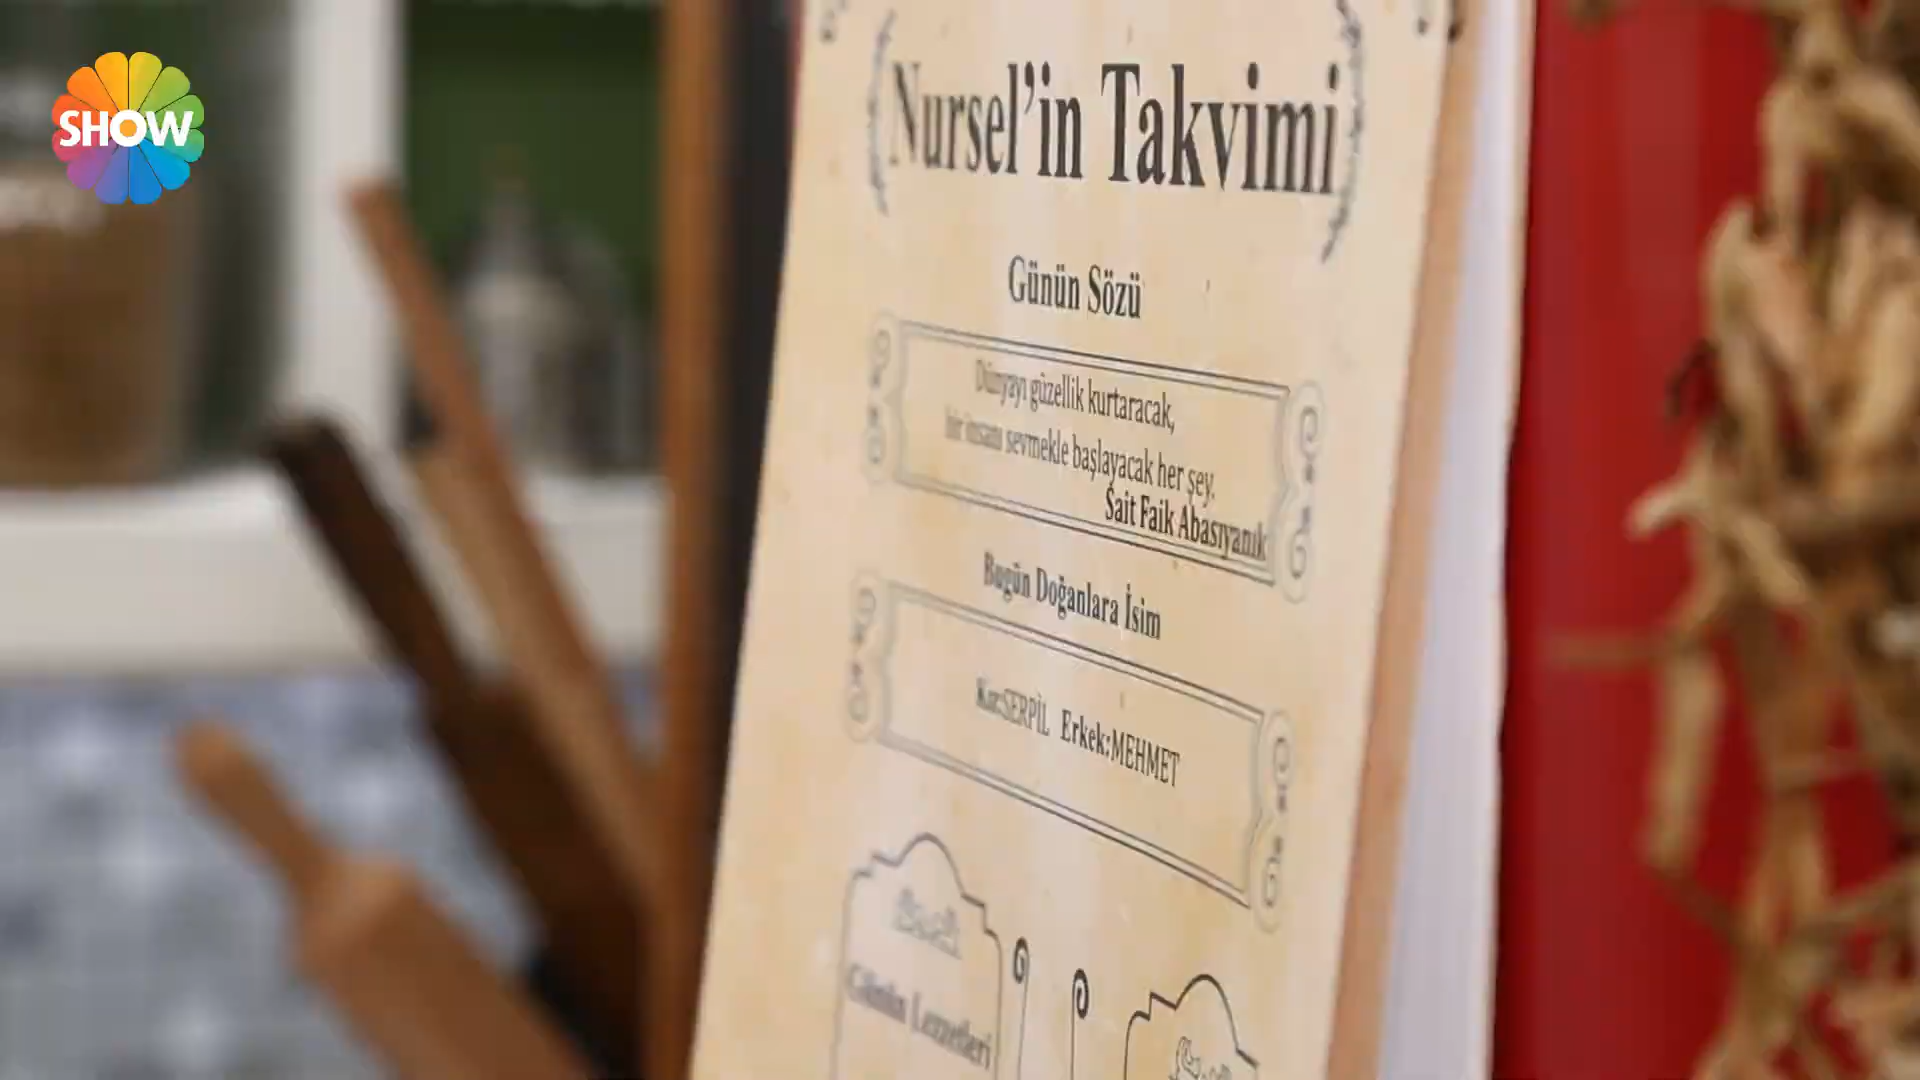 SHOW
Nursel'in Takvimi
Günün Sözü
Dünyayı güzellik kurtaracak,
bir insanı sevmekle başlayacak her şey.
Sait Faik Abasıyanık
Bugün Doğanlara İsim
Kız:SERPİL Erkek:MEHMET
Günün Lezzetleri